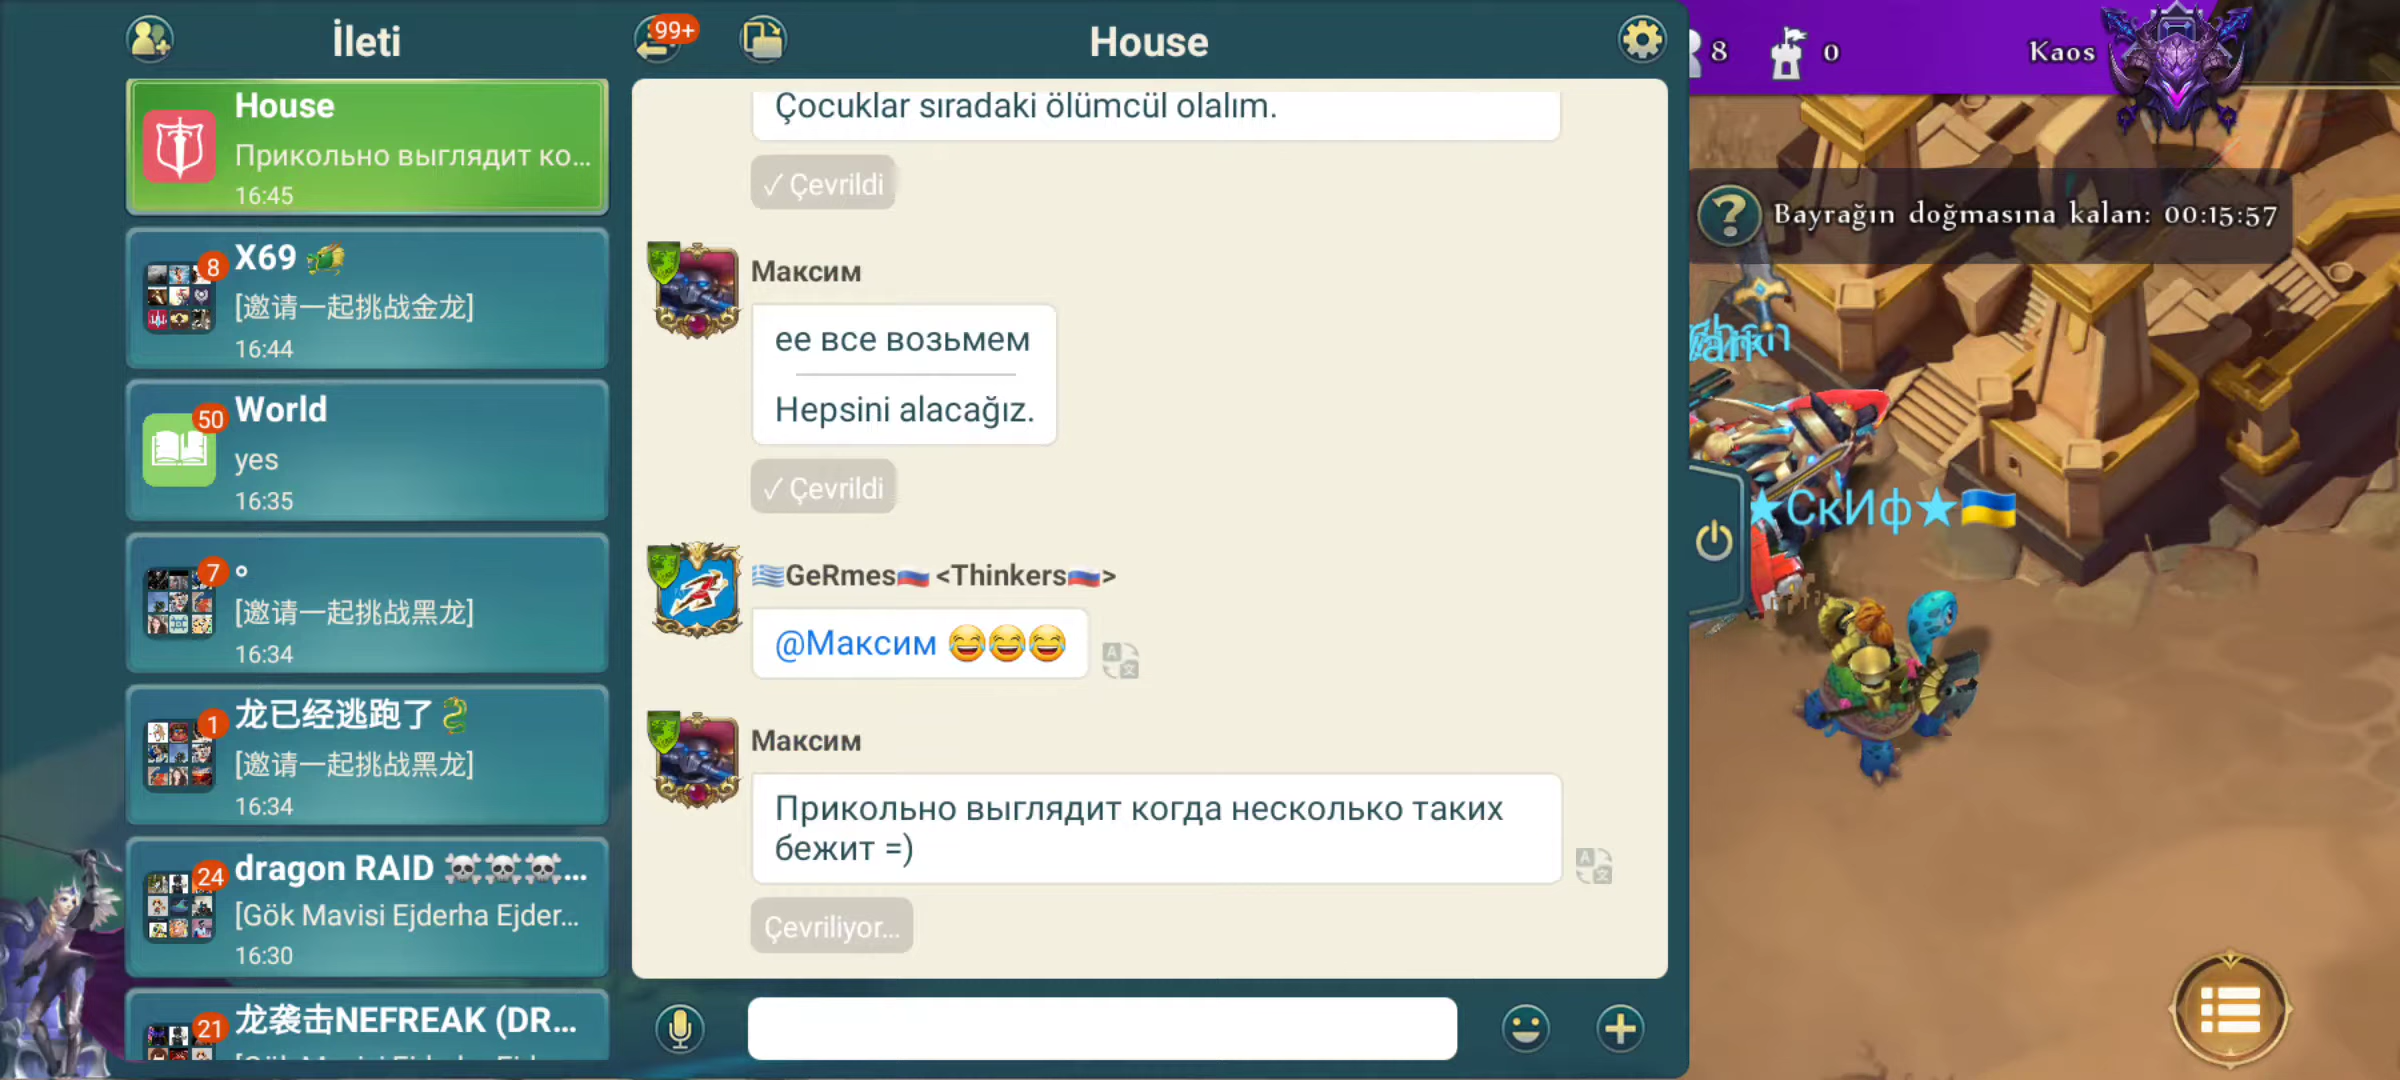 İleti
House
Прикольно выглядит ко...
16:45
8
X69
[邀请一起挑战金龙]
16:44
50
World
yes
16:35
7
[邀请一起挑战黑龙]
16:34
1
龙已经逃跑了
[邀请一起挑战黑龙]
16:34
24
dragon RAID ☠☠☠...
[Gök Mavisi Ejderha Ejder...
16:30
21
龙袭击NEFREAK (DR...
99+
House
Çocuklar sıradaki ölümcül olalım.
✓ Çevrildi
Максим
ее все возьмем
Hepsini alacağız.
✓ Çevrildi
🇬🇷GeRmes🇷🇺 <Thinkers🇷🇺>
@Максим 😂😂😂
Максим
Прикольно выглядит когда несколько таких
бежит =)
Çevriliyor...
8
0
Kaos
Bayrağın doğmasına kalan: 00:15:57
★СкИф★🇺🇦